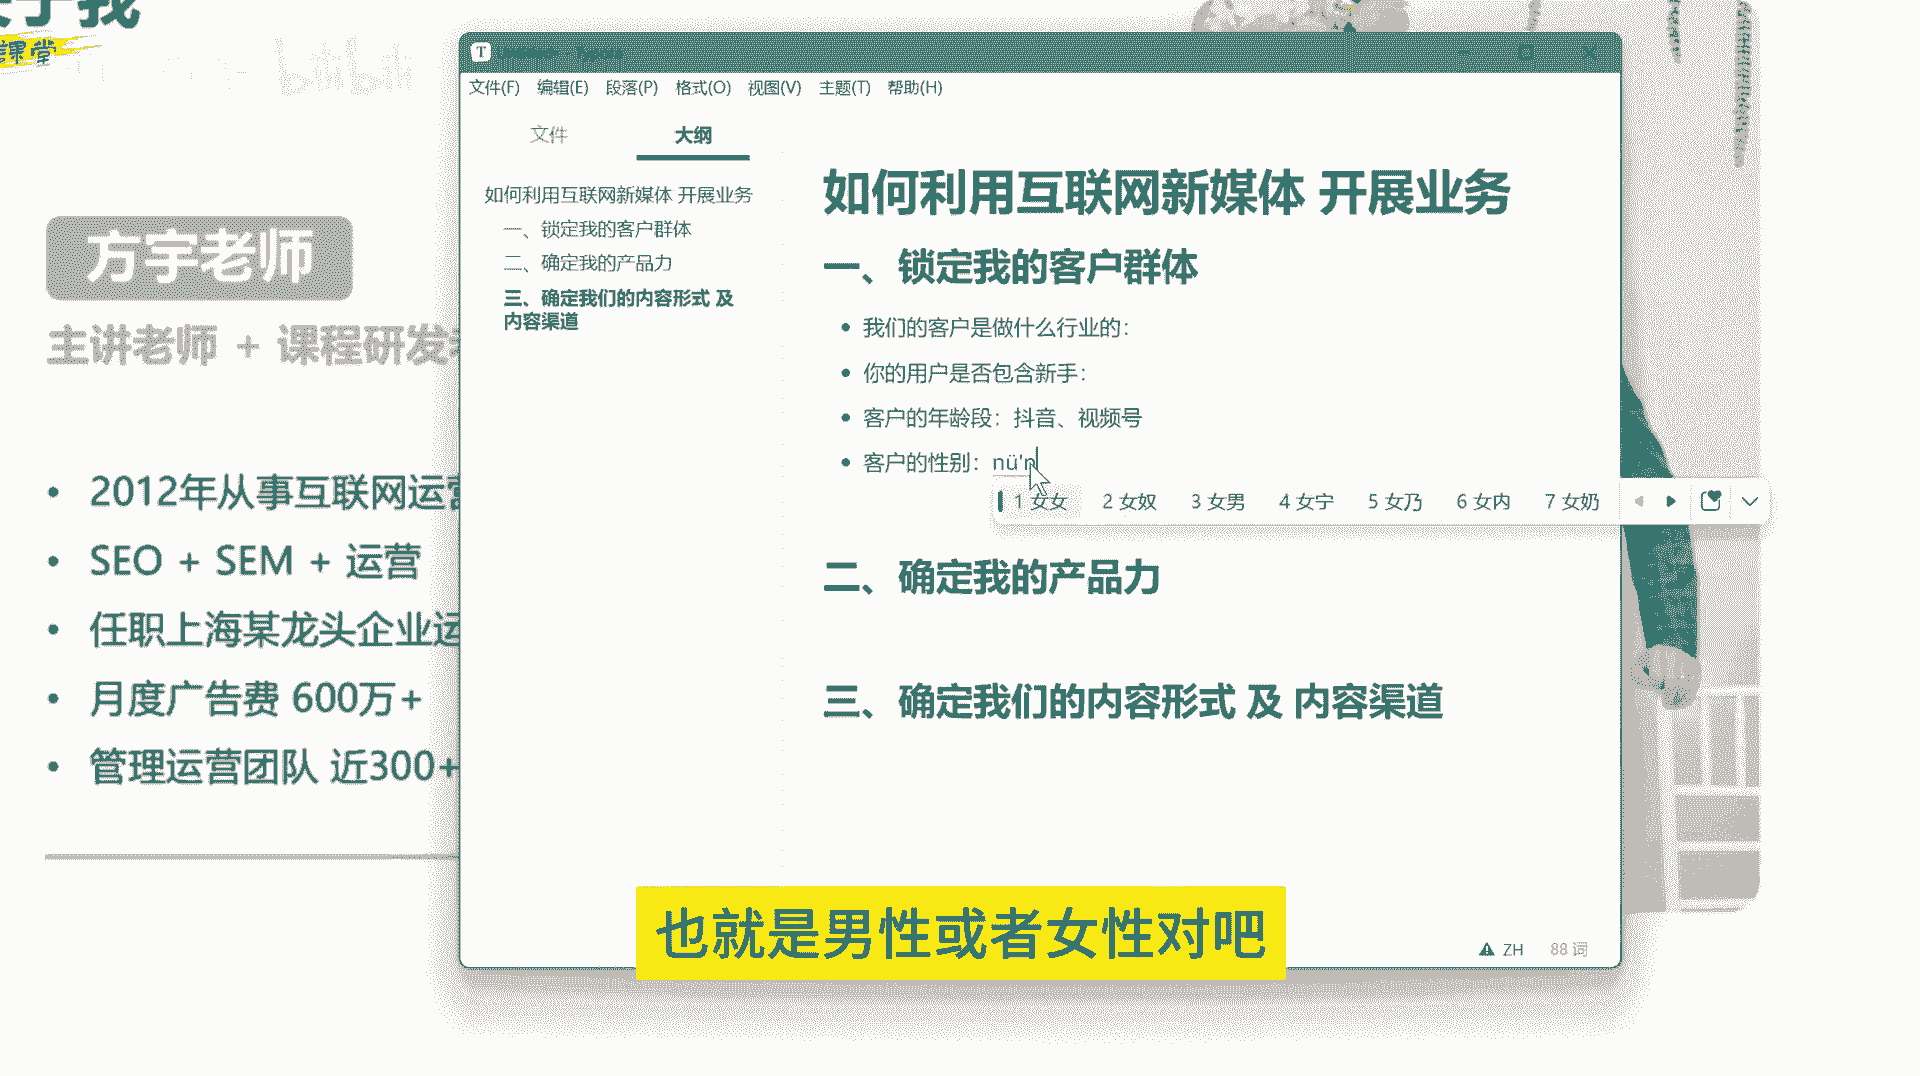 于我
課堂
bilibili
方宇老师
主讲老师 + 课程研发
2012年从事互联网运营
SEO + SEM + 运营
任职上海某龙头企业运
月度广告费 600万+
管理运营团队 近300+
T
文件(F) 编辑(E) 段落(P) 格式(O) 视图(V) 主题(T) 帮助(H)
文件 大纲
如何利用互联网新媒体 开展业务
一、锁定我的客户群体
二、确定我的产品力
三、确定我们的内容形式 及
内容渠道
如何利用互联网新媒体 开展业务
一、锁定我的客户群体
我们的客户是做什么行业的：
你的用户是否包含新手：
客户的年龄段：抖音、视频号
客户的性别：nü'n
1 女女 2 女奴 3 女男 4 女宁 5 女乃 6 女内 7 女奶
二、确定我的产品力
三、确定我们的内容形式 及 内容渠道
ZH 88 词
也就是男性或者女性对吧